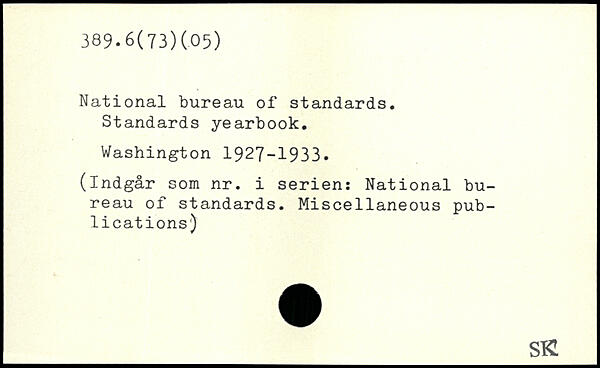 389.6(73)(05)
National bureau of standards.
Standards yearbook.
Washington 1927-1933.
(Indgår som nr. i serien: National bu-
reau of standards. Miscellaneous pub-
lications)
SK